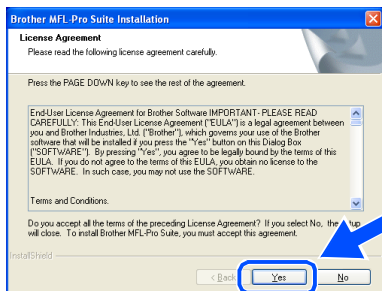 Brother MFL-Pro Suite Installation
License Agreement
Please read the following license agreement carefully.
Press the PAGE DOWN key to see the rest of the agreement.
End-User License Agreement for Brother Software IMPORTANT- PLEASE READ
CAREFULLY: This End-User License Agreement ("EULA") is a legal agreement between
you and Brother Industries, Ltd. ("Brother"), which governs your use of the Brother
software that will be installed if you press the "Yes" button on this Dialog Box
("SOFTWARE"). By pressing "Yes", you agree to be legally bound by the terms of this
EULA. If you do not agree to the terms of this EULA, you obtain no license to the
SOFTWARE. In such case, you may not use the SOFTWARE.
Terms and Conditions.
Do you accept all the terms of the preceding License Agreement? If you select No, the
will close. To install Brother MFL-Pro Suite, you must accept this agreement.
InstallShield
< Back
Yes
No